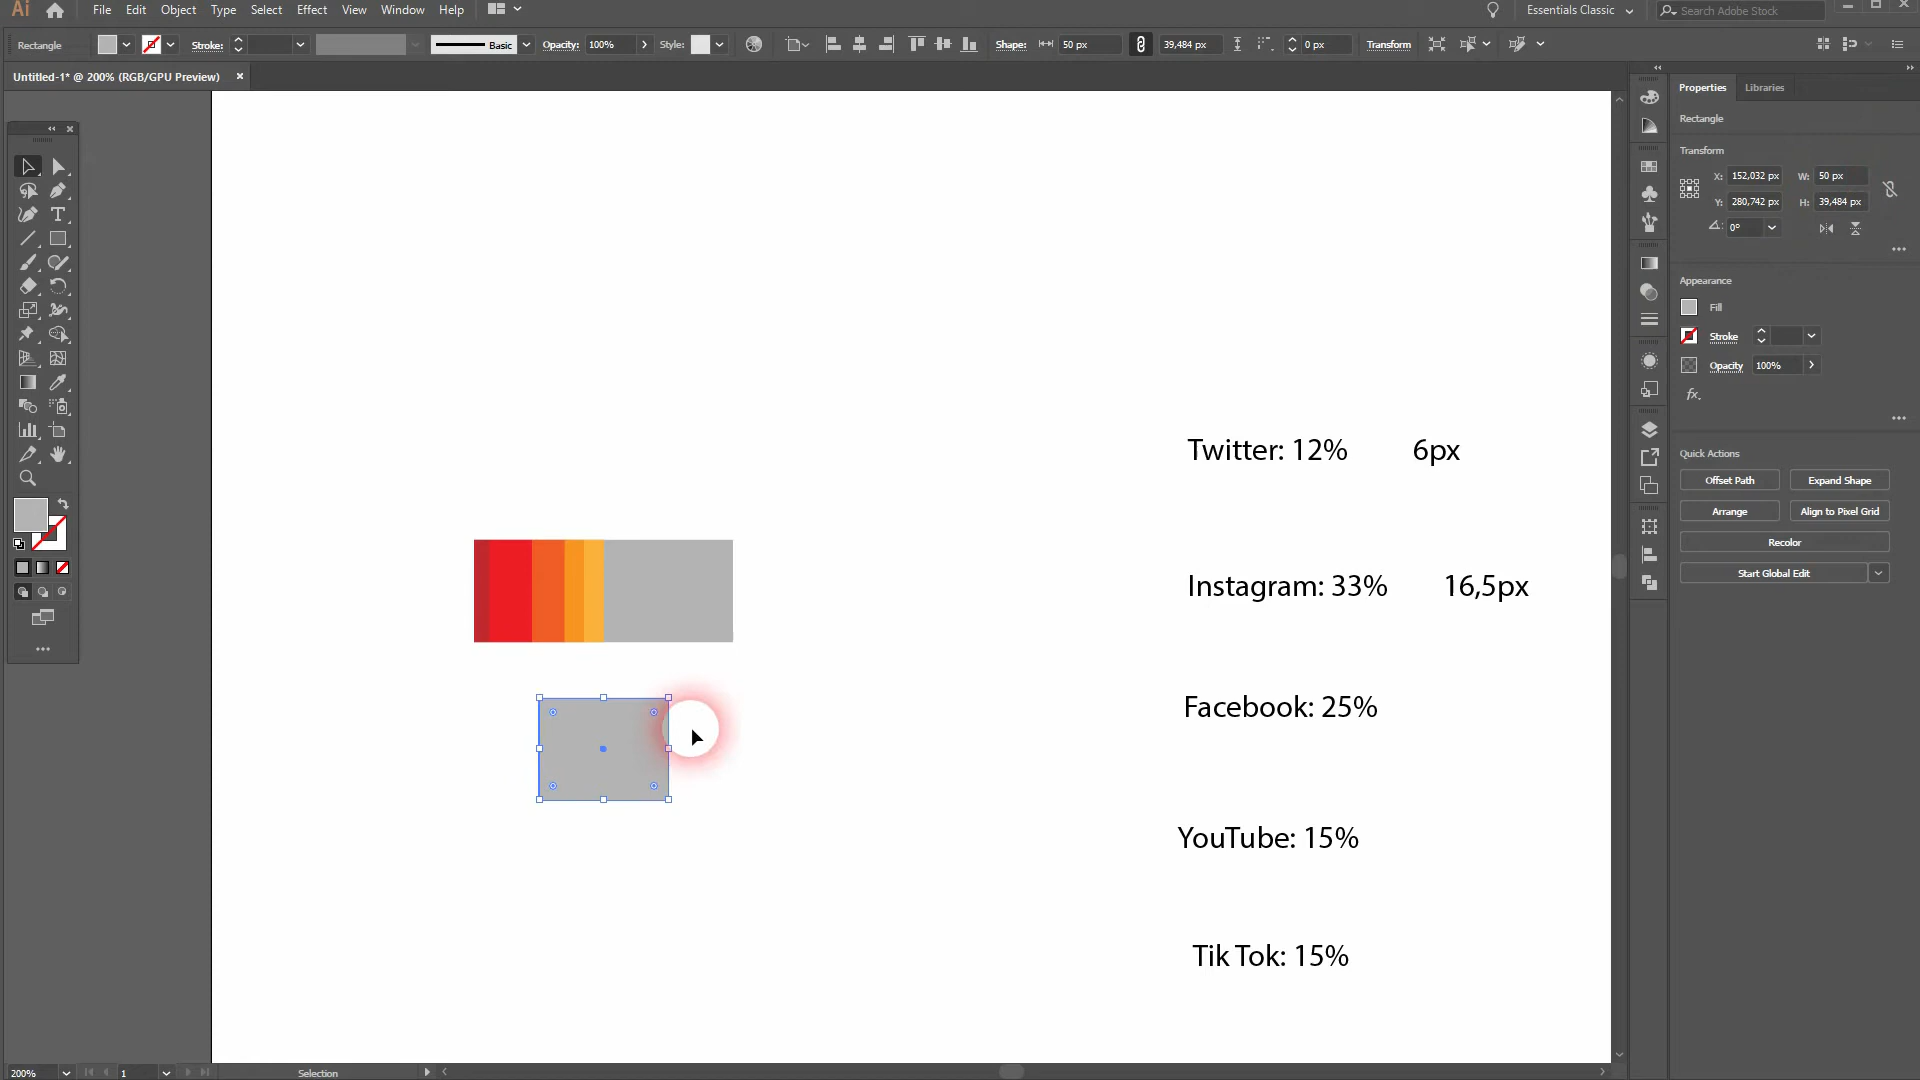 Ai File Edit Object Type Select Effect View Window Help Essentials Classic Search Adobe Stock
Rectangle Stroke: Basic Opacity: 100% Style: Shape: 50 px 39,484 px 0 px Transform
Untitled-1* @ 200% (RGB/GPU Preview)
Properties Libraries
Rectangle
Transform
X: 152,032 px W: 50 px
Y: 280,742 px H: 39,484 px
0°
Appearance
Fill
Stroke
Opacity 100%
fx
Quick Actions
Offset Path Expand Shape
Arrange Align to Pixel Grid
Recolor
Start Global Edit
Twitter: 12% 6px
Instagram: 33% 16,5px
Facebook: 25%
YouTube: 15%
Tik Tok: 15%
200% 1 Selection